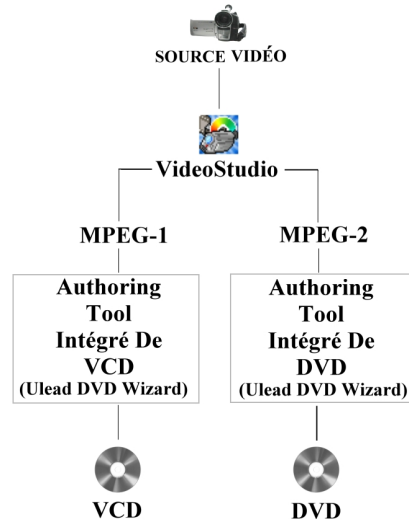 SOURCE VIDÉO
VideoStudio
MPEG-1
Authoring
Tool
Intégré De
VCD
(Ulead DVD Wizard)
VCD
MPEG-2
Authoring
Tool
Intégré De
DVD
(Ulead DVD Wizard)
DVD